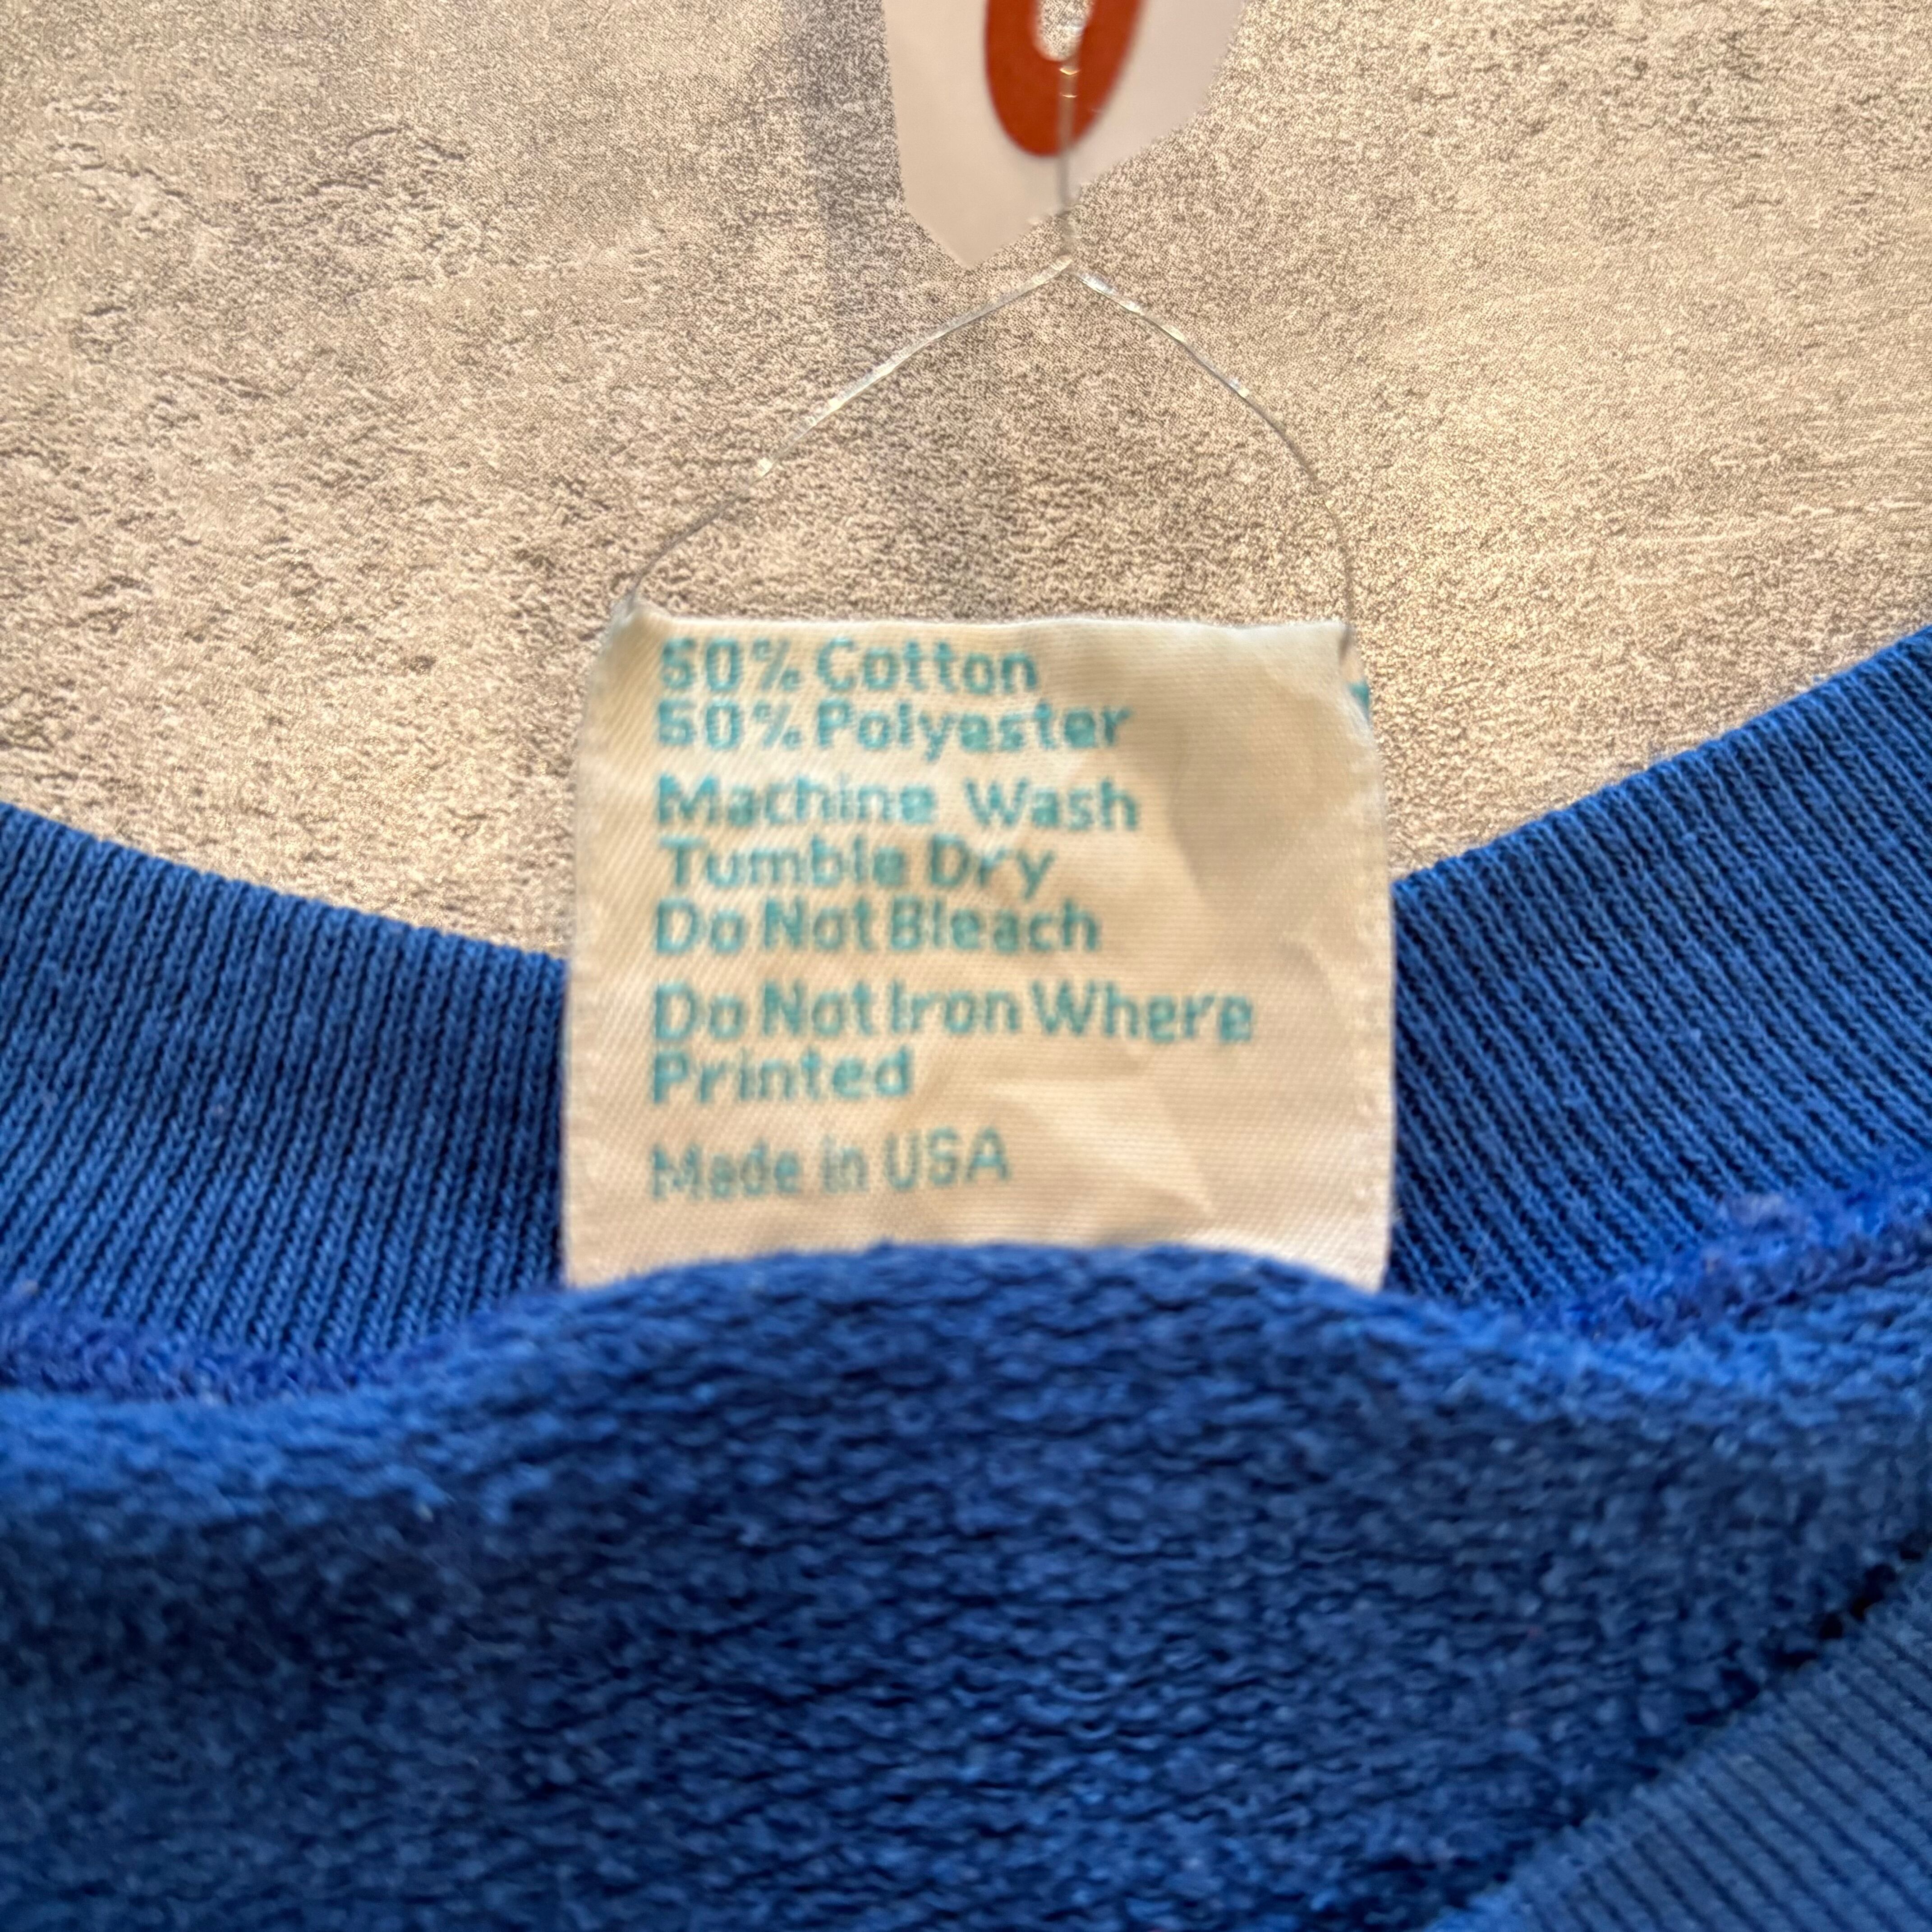 50% Cotton
50% Polyester
Machine Wash
Tumble Dry
Do Not Bleach
Do Not Iron Where
Printed
Made in USA